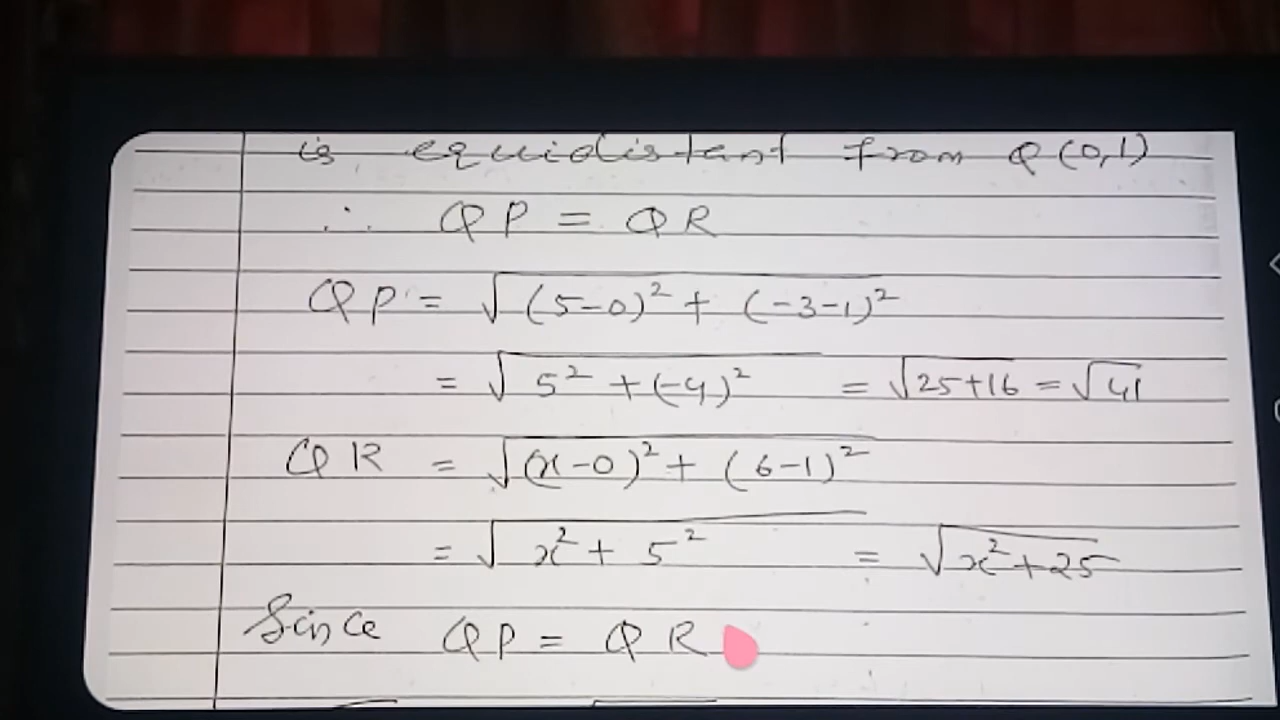 is equidistant from Q (0,1)
∴ QP = QR
QP = √(5-0)² + (-3-1)²
= √5² + (-4)² = √25+16 = √41
QR = √(x-0)² + (6-1)²
= √x² + 5² = √x²+25
Since QP = QR